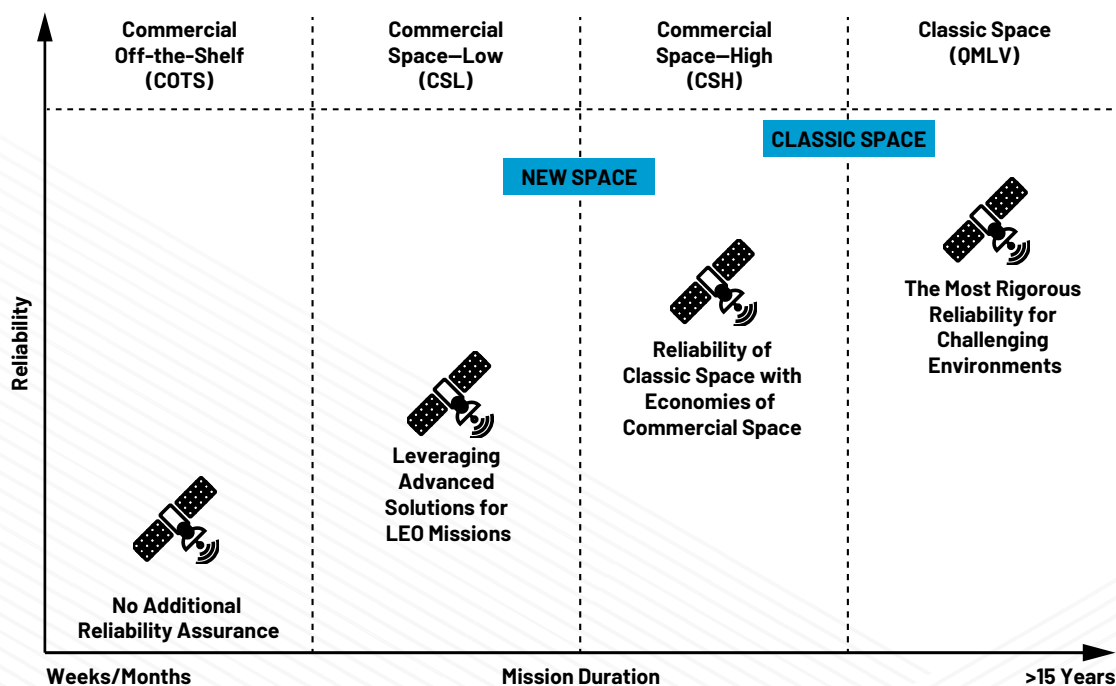 Commercial
Off-the-Shelf
(COTS)
Commercial
Space–Low
(CSL)
Commercial
Space–High
(CSH)
Classic Space
(QMLV)
CLASSIC SPACE
NEW SPACE
The Most Rigorous
Reliability for
Challenging
Environments
Reliability of
Classic Space with
Economies of
Commercial Space
Leveraging
Advanced
Solutions for
LEO Missions
No Additional
Reliability Assurance
Reliability
Weeks/Months
Mission Duration
>15 Years